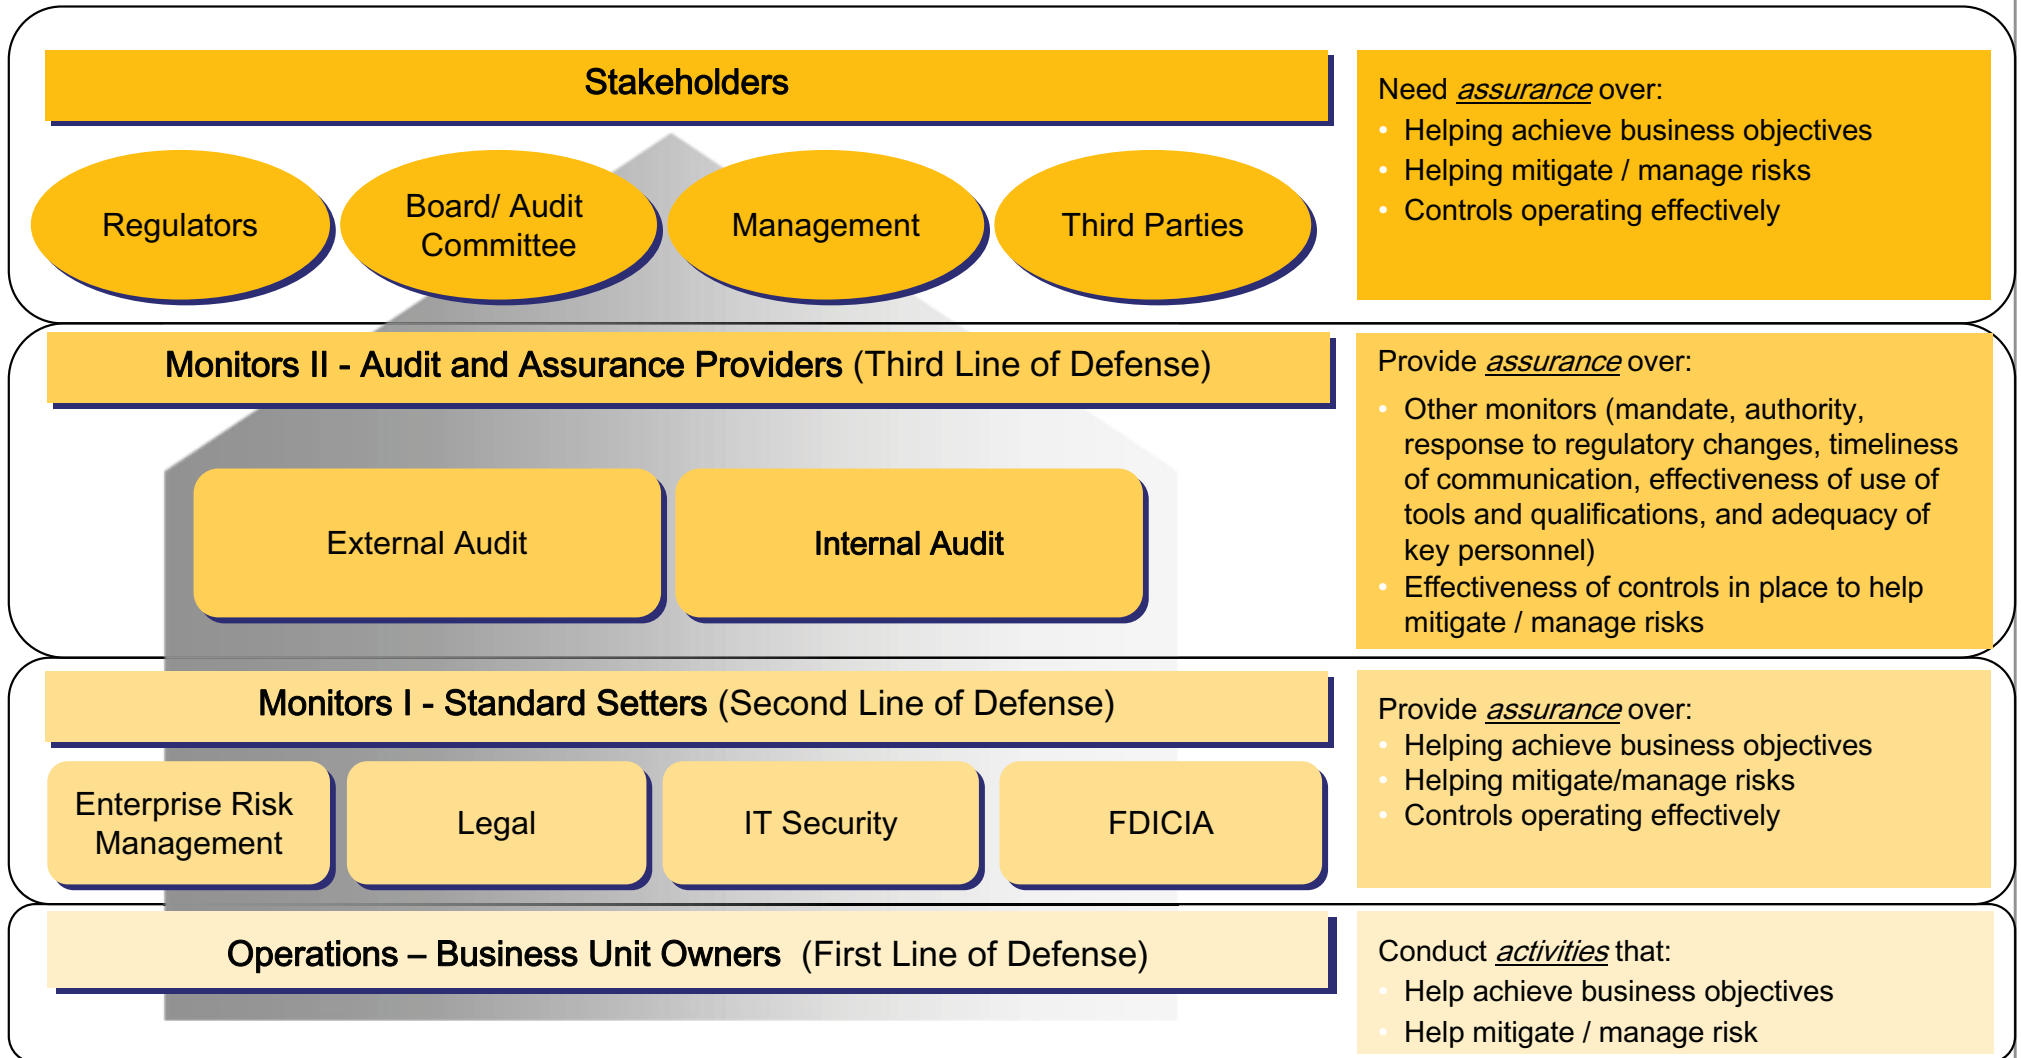 Stakeholders
Regulators
Board/ Audit
Committee
Management
Third Parties
Need assurance over:
• Helping achieve business objectives
• Helping mitigate / manage risks
• Controls operating effectively
Monitors II - Audit and Assurance Providers (Third Line of Defense)
External Audit
Internal Audit
Provide assurance over:
• Other monitors (mandate, authority,
response to regulatory changes, timeliness
of communication, effectiveness of use of
tools and qualifications, and adequacy of
key personnel)
• Effectiveness of controls in place to help
mitigate / manage risks
Monitors I - Standard Setters (Second Line of Defense)
Enterprise Risk
Management
Legal
IT Security
FDICIA
Provide assurance over:
• Helping achieve business objectives
• Helping mitigate/manage risks
• Controls operating effectively
Operations – Business Unit Owners (First Line of Defense)
Conduct activities that:
• Help achieve business objectives
• Help mitigate / manage risk